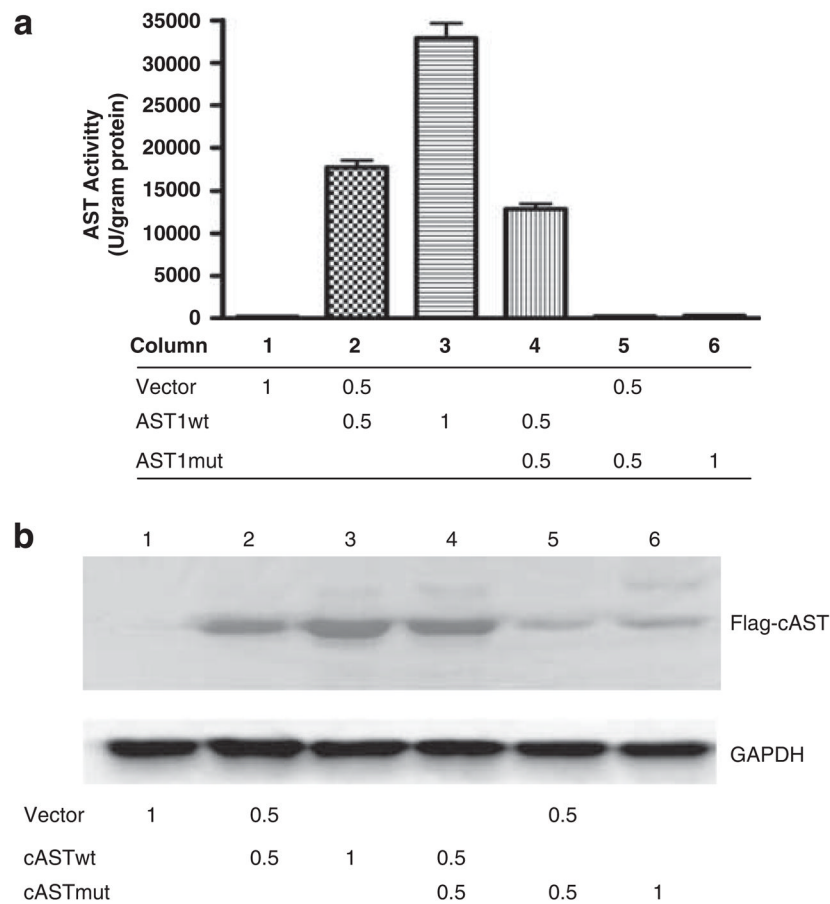 a
AST Activitty
(U/gram protein)
35000
30000
25000
20000
15000
10000
5000
0
Column 1 2 3 4 5 6
Vector 1 0.5 0.5
AST1wt 0.5 1 0.5
AST1mut 0.5 0.5 1
b
1 2 3 4 5 6
Flag-cAST
GAPDH
Vector 1 0.5 0.5
cASTwt 0.5 1 0.5
cASTmut 0.5 0.5 1